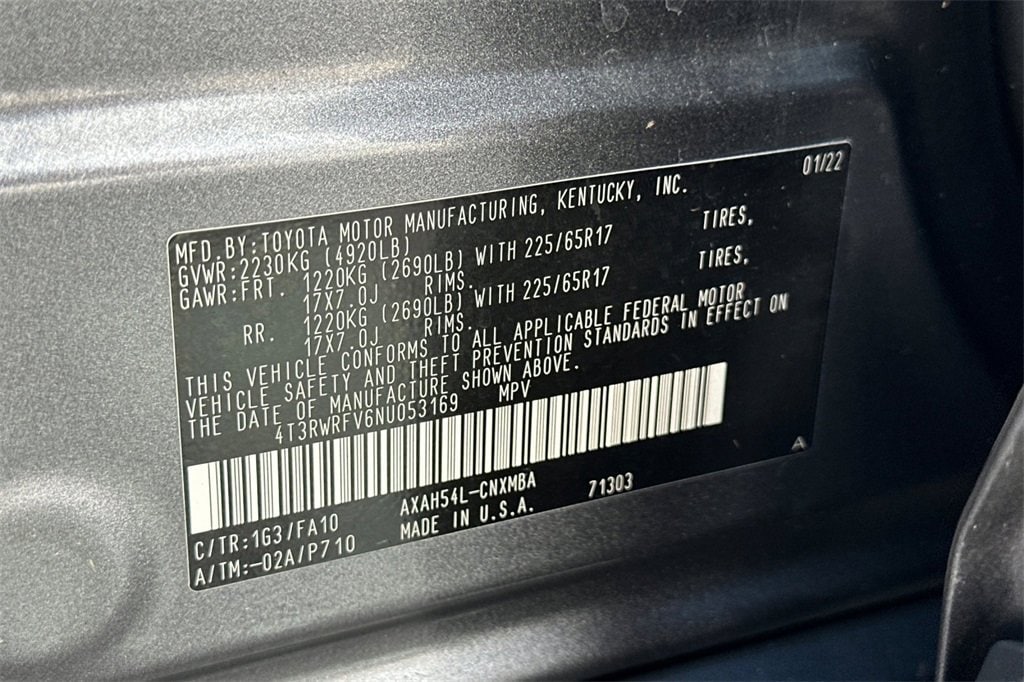 01/22
MFD.BY:TOYOTA MOTOR MANUFACTURING, KENTUCKY, INC.
GVWR:2230KG (4920LB)
GAWR:FRT. 1220KG (2690LB) WITH 225/65R17 TIRES,
17X7.0J RIMS.
RR. 1220KG (2690LB) WITH 225/65R17 TIRES,
17X7.0J RIMS.
THIS VEHICLE CONFORMS TO ALL APPLICABLE FEDERAL MOTOR
VEHICLE SAFETY AND THEFT PREVENTION STANDARDS IN EFFECT ON
THE DATE OF MANUFACTURE SHOWN ABOVE.
4T3RWRFV6NU053169 MPV
C/TR:1G3/FA10 AXAH54L-CNXMBA 71303
A/TM:-02A/P710 MADE IN U.S.A.
A